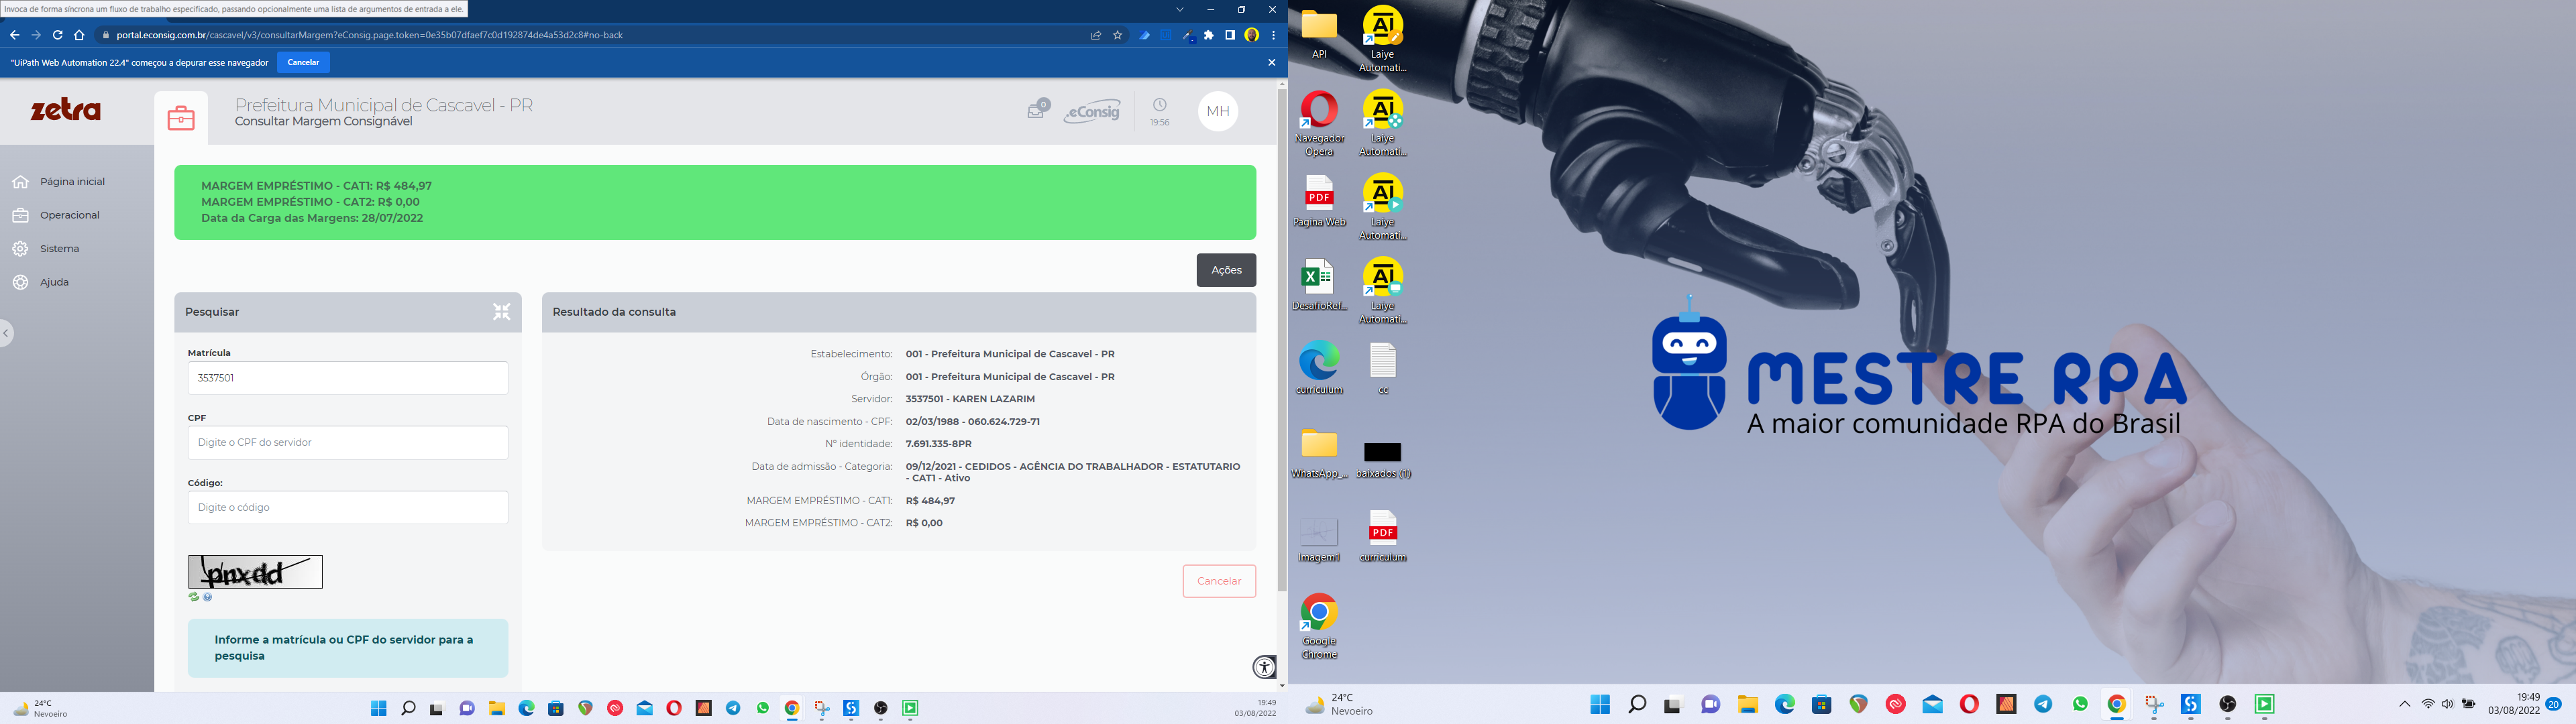 Invoca de forma síncrona um fluxo de trabalho especificado, passando opcionalmente uma lista de argumentos de entrada a ele.
portal.econsig.com.br/cascavel/v3/consultarMargem?eConsig.page.token=0e35b07dfaef7c0d192874de4a53d2c8#no-back
"UiPath Web Automation 22.4" começou a depurar esse navegador
Cancelar
zetra
Prefeitura Municipal de Cascavel - PR
Consultar Margem Consignável
0
eConsig
19:56
MH
Página inicial
Operacional
Sistema
Ajuda
MARGEM EMPRÉSTIMO - CAT1: R$ 484,97
MARGEM EMPRÉSTIMO - CAT2: R$ 0,00
Data da Carga das Margens: 28/07/2022
Ações
Pesquisar
Matrícula
3537501
CPF
Digite o CPF do servidor
Código:
Digite o código
Informe a matrícula ou CPF do servidor para a
pesquisa
Resultado da consulta
Estabelecimento: 001 - Prefeitura Municipal de Cascavel - PR
Órgão: 001 - Prefeitura Municipal de Cascavel - PR
Servidor: 3537501 - KAREN LAZARIM
Data de nascimento - CPF: 02/03/1988 - 060.624.729-71
Nº identidade: 7.691.335-8PR
Data de admissão - Categoria: 09/12/2021 - CEDIDOS - AGÊNCIA DO TRABALHADOR - ESTATUTARIO
- CAT1 - Ativo
MARGEM EMPRÉSTIMO - CAT1: R$ 484,97
MARGEM EMPRÉSTIMO - CAT2: R$ 0,00
Cancelar
24°C
Nevoeiro
19:49
03/08/2022
API
Laiye
Automati...
Navegador
Opera
Laiye
Automati...
PDF
Pagina Web
Laiye
Automati...
DesafioRef...
Laiye
Automati...
curriculum
cc
WhatsApp_...
baixados (1)
Imagem1
PDF
curriculum
Google
Chrome
MESTRE RPA
A maior comunidade RPA do Brasil
24°C
Nevoeiro
19:49
03/08/2022
20